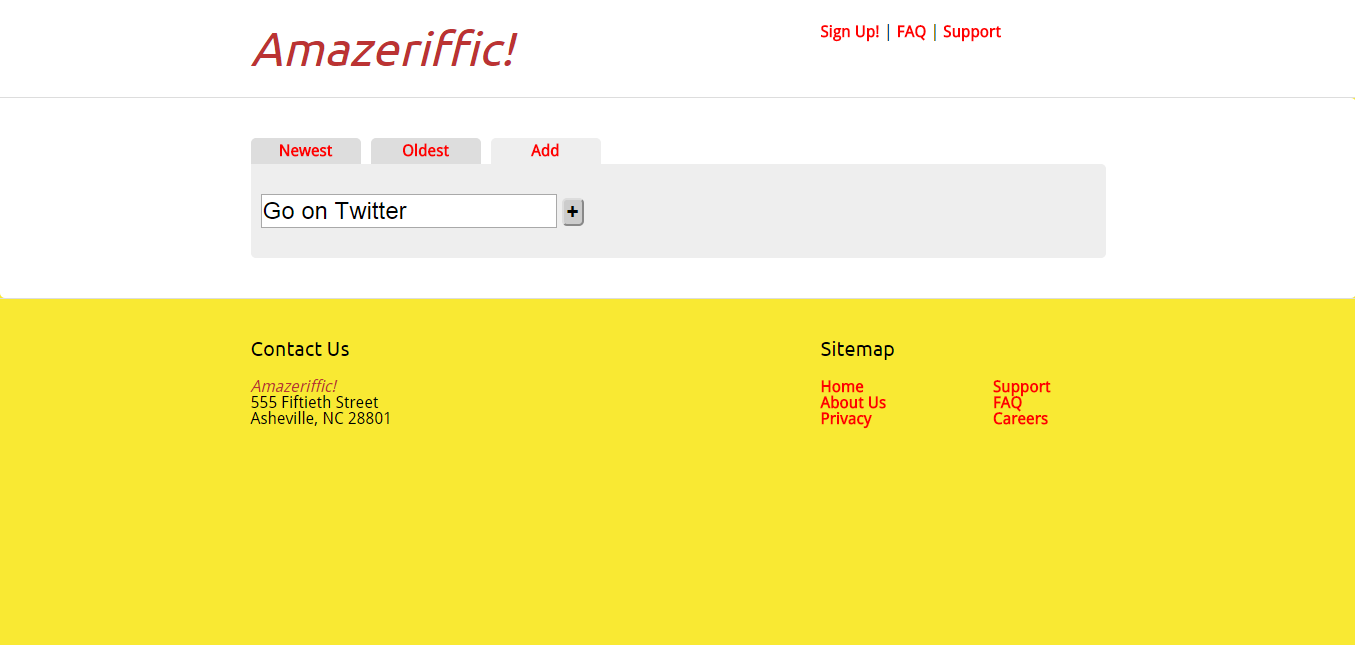 Amazeriffic!
Sign Up! | FAQ | Support
Newest Oldest Add
Go on Twitter +
Contact Us
Amazeriffic!
555 Fiftieth Street
Asheville, NC 28801
Sitemap
Home Support
About Us FAQ
Privacy Careers